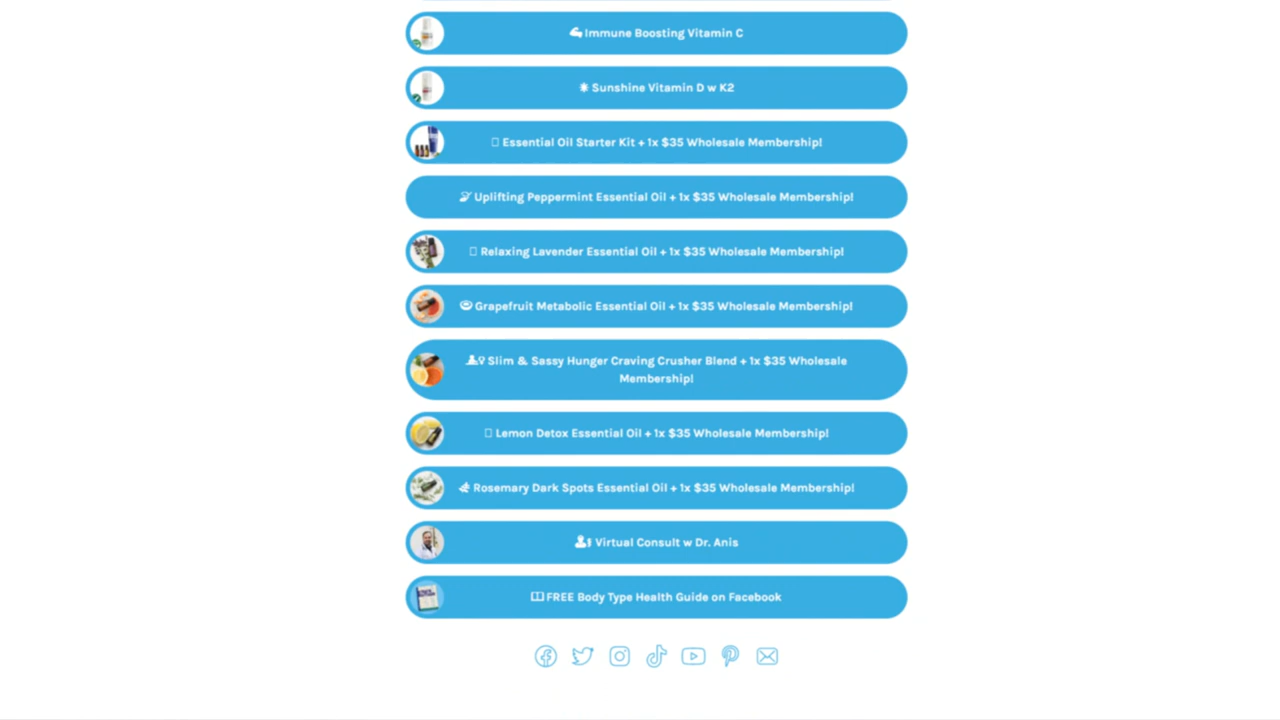 Immune Boosting Vitamin C
Sunshine Vitamin D w K2
Essential Oil Starter Kit + 1x $35 Wholesale Membership!
Uplifting Peppermint Essential Oil + 1x $35 Wholesale Membership!
Relaxing Lavender Essential Oil + 1x $35 Wholesale Membership!
Grapefruit Metabolic Essential Oil + 1x $35 Wholesale Membership!
Slim & Sassy Hunger Craving Crusher Blend + 1x $35 Wholesale
Membership!
Lemon Detox Essential Oil + 1x $35 Wholesale Membership!
Rosemary Dark Spots Essential Oil + 1x $35 Wholesale Membership!
Virtual Consult w Dr. Anis
FREE Body Type Health Guide on Facebook